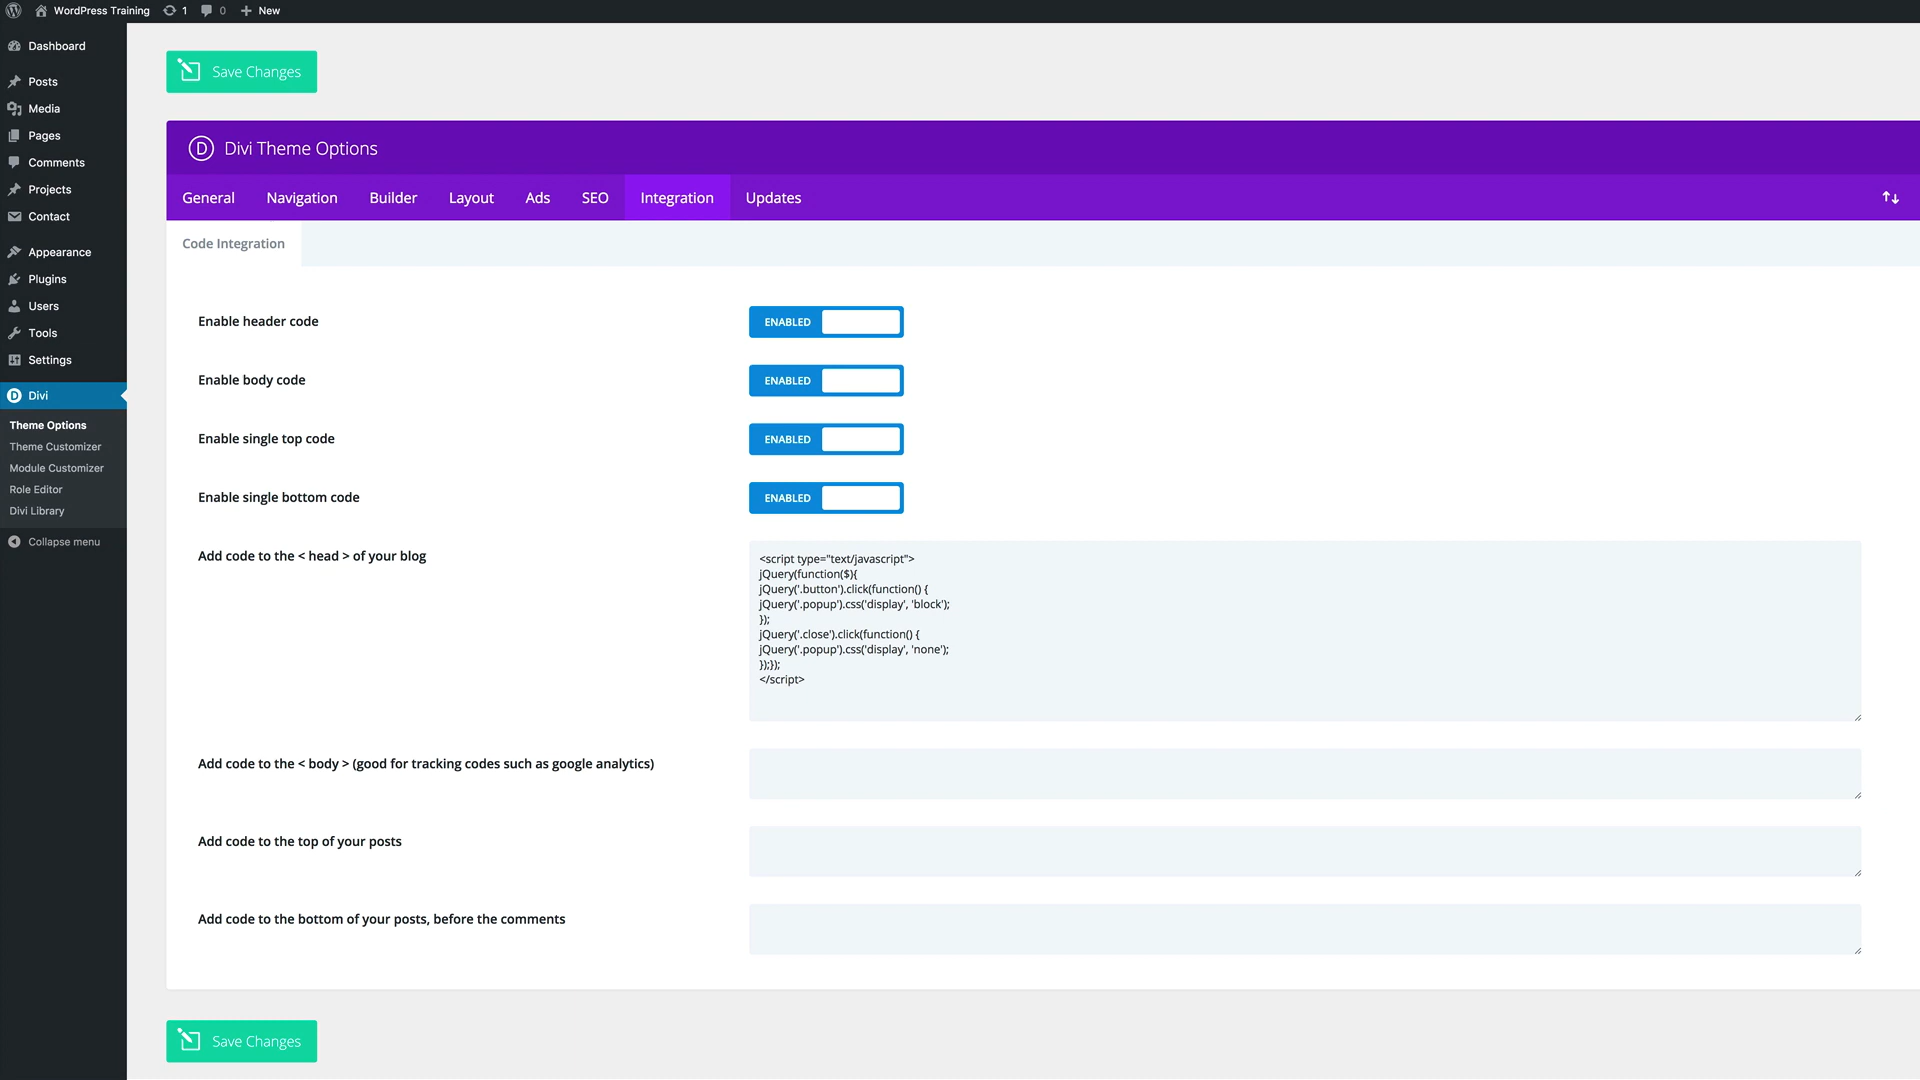 WordPress Training 1 0 New
Dashboard
Posts
Media
Pages
Comments
Projects
Contact
Appearance
Plugins
Users
Tools
Settings
Divi
Theme Options
Theme Customizer
Module Customizer
Role Editor
Divi Library
Collapse menu
Save Changes
D Divi Theme Options
General Navigation Builder Layout Ads SEO Integration Updates
Code Integration
Enable header code ENABLED
Enable body code ENABLED
Enable single top code ENABLED
Enable single bottom code ENABLED
Add code to the < head > of your blog
<script type="text/javascript">
jQuery(function($){
jQuery('.button').click(function() {
jQuery('.popup').css('display', 'block');
});
jQuery('.close').click(function() {
jQuery('.popup').css('display', 'none');
});});
</script>
Add code to the < body > (good for tracking codes such as google analytics)
Add code to the top of your posts
Add code to the bottom of your posts, before the comments
Save Changes